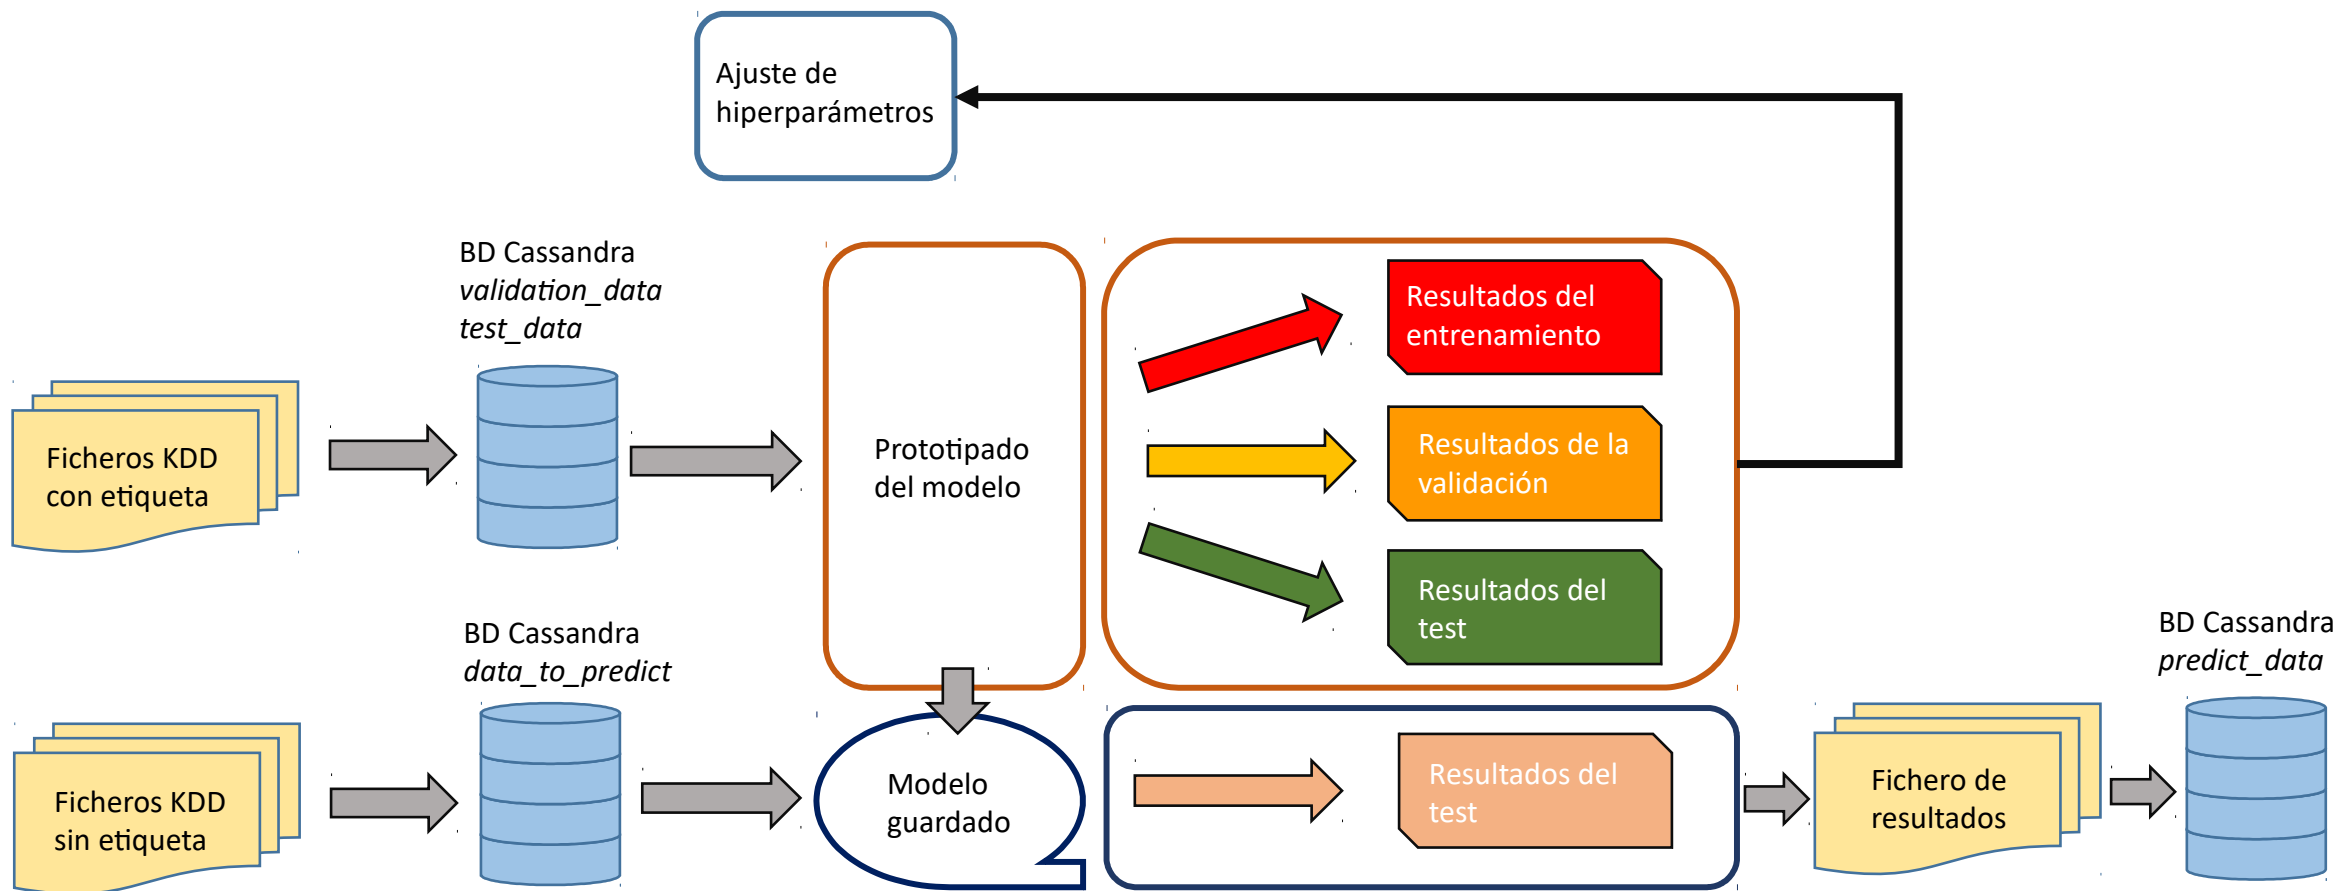 Ajuste de
hiperparámetros
BD Cassandra
validation_data
test_data
Ficheros KDD
con etiqueta
Prototipado
del modelo
Resultados del
entrenamiento
Resultados de la
validación
Resultados del
test
BD Cassandra
data_to_predict
Ficheros KDD
sin etiqueta
Modelo
guardado
Resultados del
test
Fichero de
resultados
BD Cassandra
predict_data